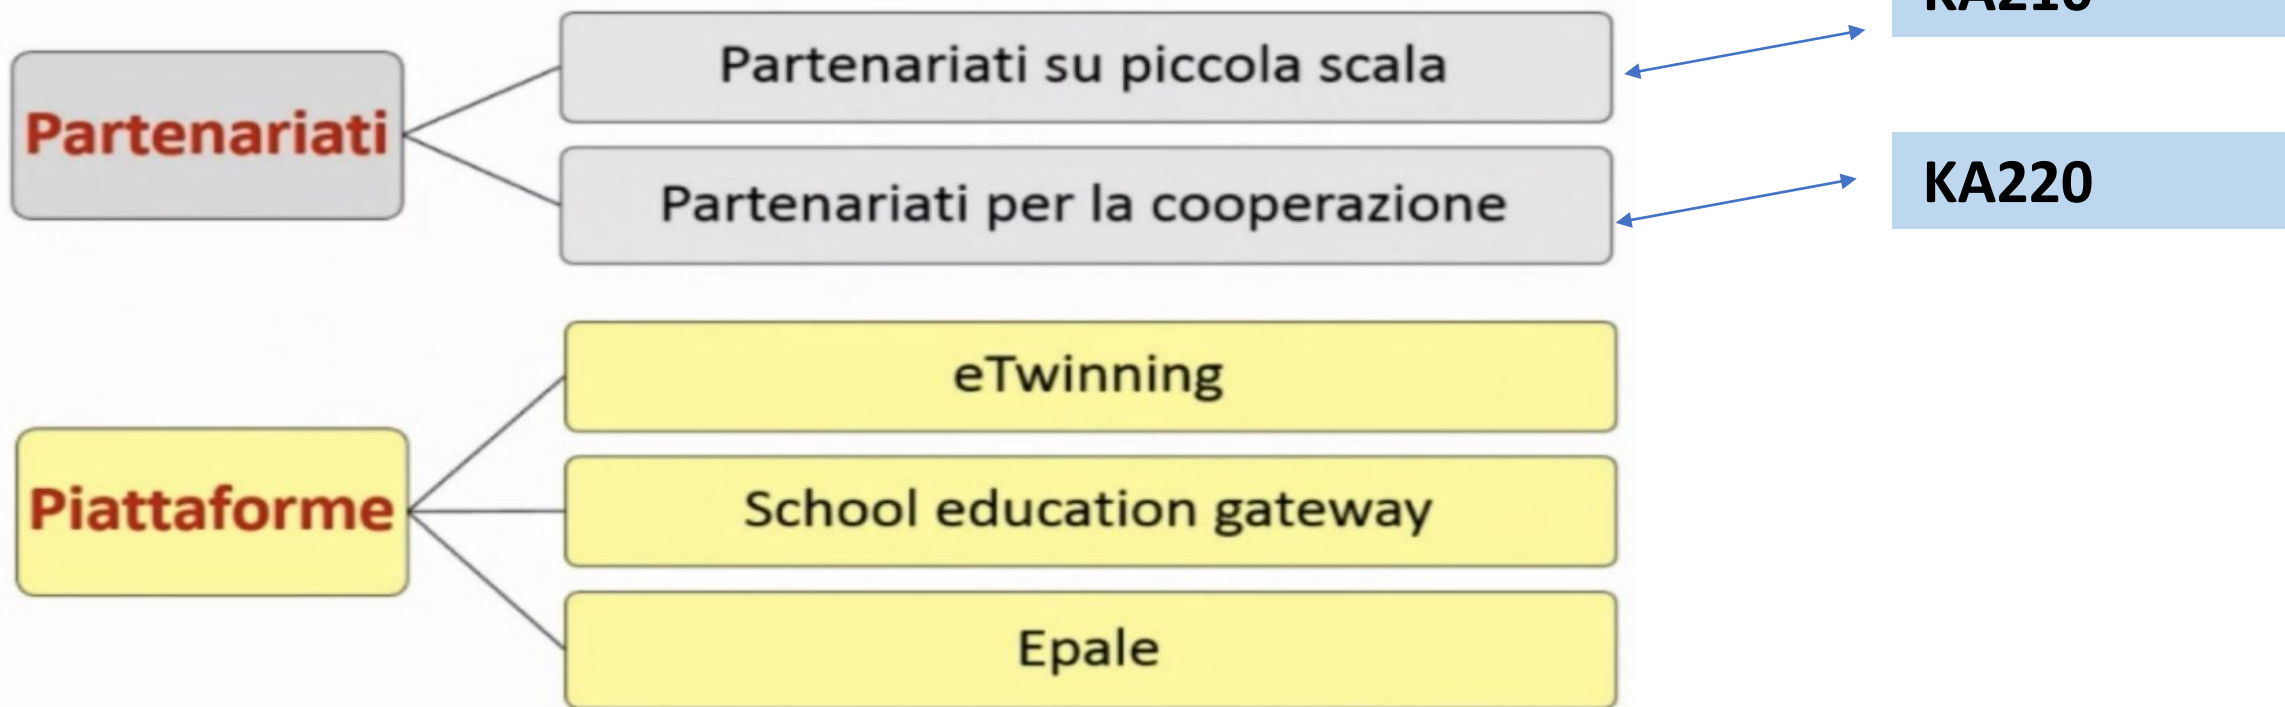 Partenariati
Partenariati su piccola scala
Partenariati per la cooperazione
KA220
Piattaforme
eTwinning
School education gateway
Epale